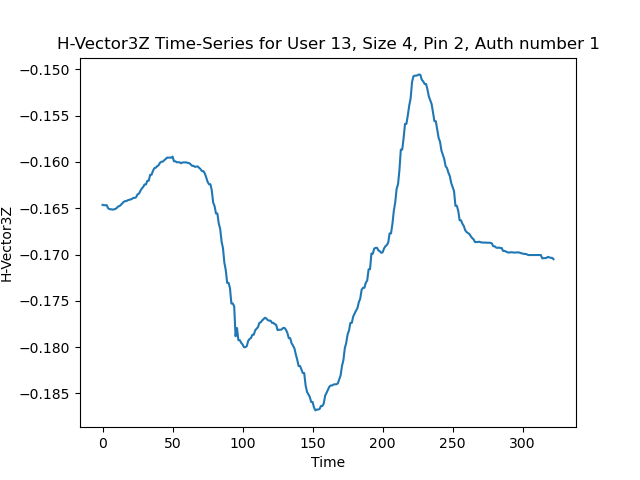 H-Vector3Z Time-Series for User 13, Size 4, Pin 2, Auth number 1
−0.150
−0.155
−0.160
−0.165
−0.170
−0.175
−0.180
−0.185
H-Vector3Z
0 50 100 150 200 250 300
Time